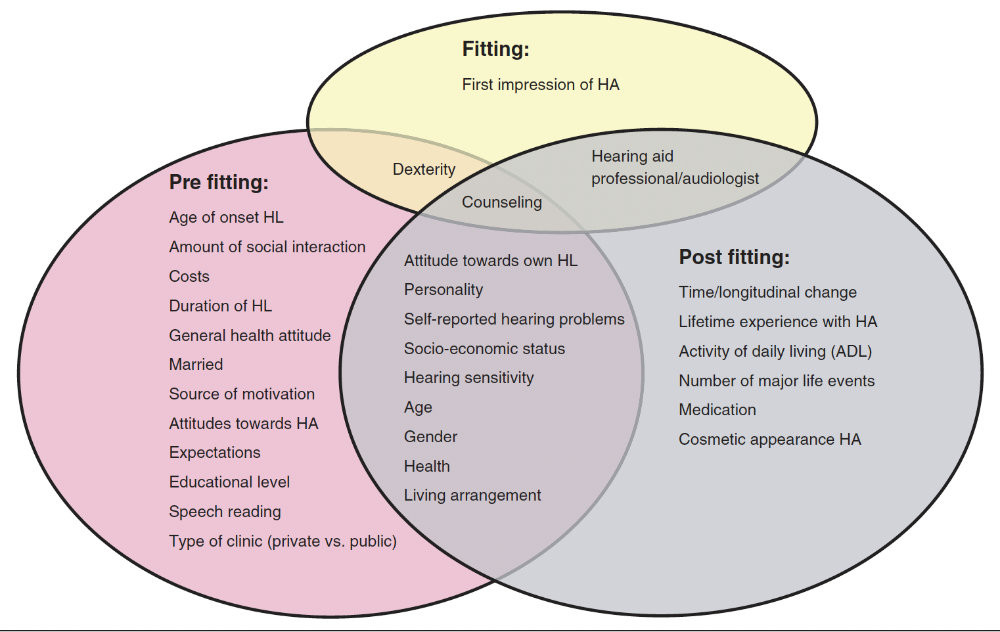 Fitting:
First impression of HA
Hearing aid
professional/audiologist
Dexterity
Counseling
Pre fitting:
Age of onset HL
Amount of social interaction
Costs
Duration of HL
General health attitude
Married
Source of motivation
Attitudes towards HA
Expectations
Educational level
Speech reading
Type of clinic (private vs. public)
Attitude towards own HL
Personality
Self-reported hearing problems
Socio-economic status
Hearing sensitivity
Age
Gender
Health
Living arrangement
Post fitting:
Time/longitudinal change
Lifetime experience with HA
Activity of daily living (ADL)
Number of major life events
Medication
Cosmetic appearance HA